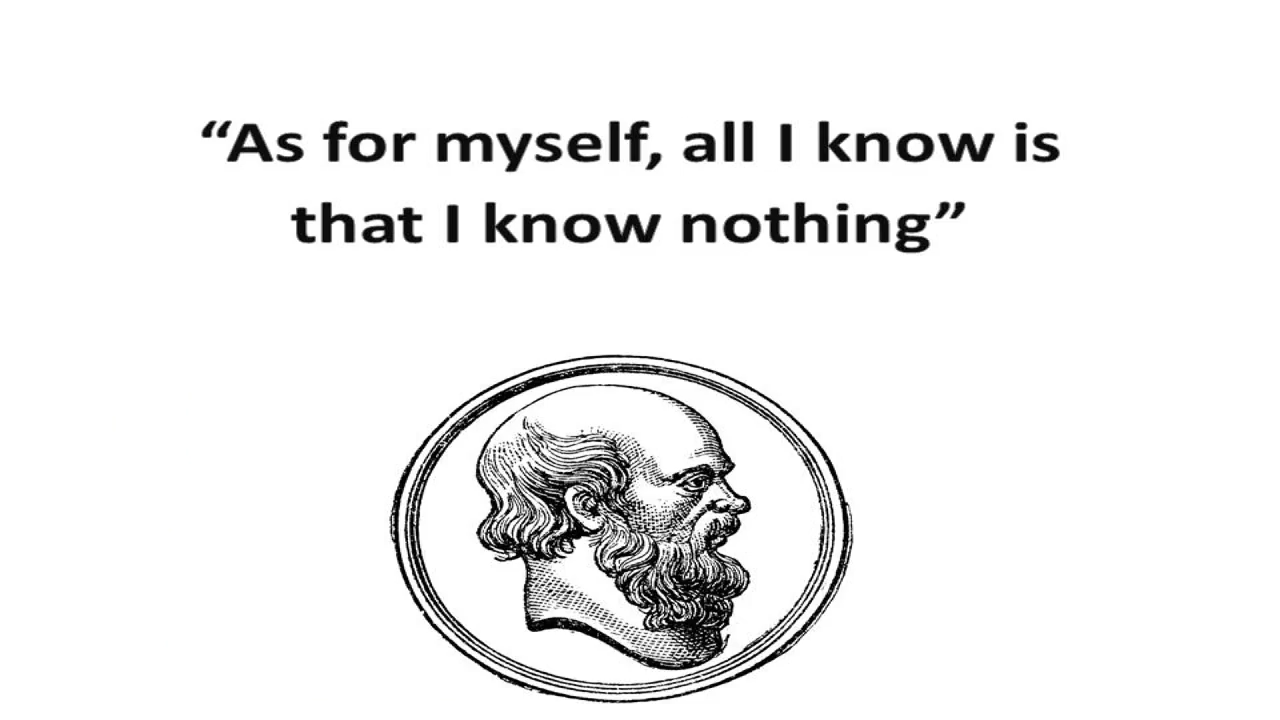 “As for myself, all I know is
that I know nothing”